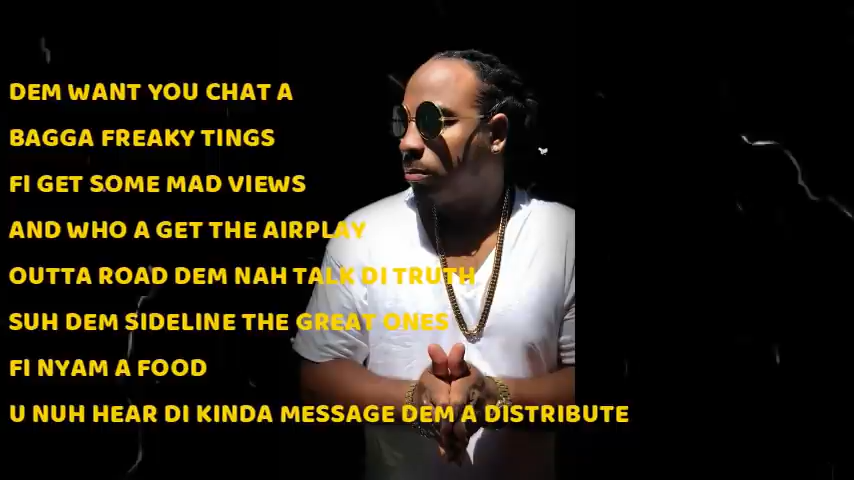 DEM WANT YOU CHAT A
BAGGA FREAKY TINGS
FI GET SOME MAD VIEWS
AND WHO A GET THE AIRPLAY
OUTTA ROAD DEM NAH TALK DI TRUTH
SUH DEM SIDELINE THE GREAT ONES
FI NYAM A FOOD
U NUH HEAR DI KINDA MESSAGE DEM A DISTRIBUTE